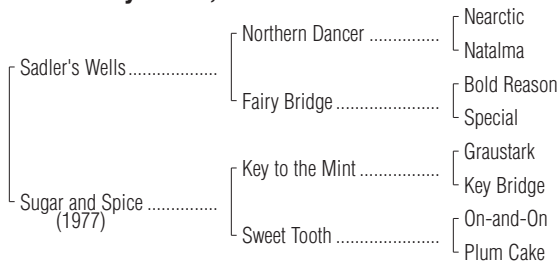 Nearctic
Northern Dancer ...............
Natalma
Sadler's Wells...................
Bold Reason
Fairy Bridge ......................
Special
Graustark
Key to the Mint .................
Key Bridge
Sugar and Spice ...............
(1977)
On-and-On
Sweet Tooth ......................
Plum Cake